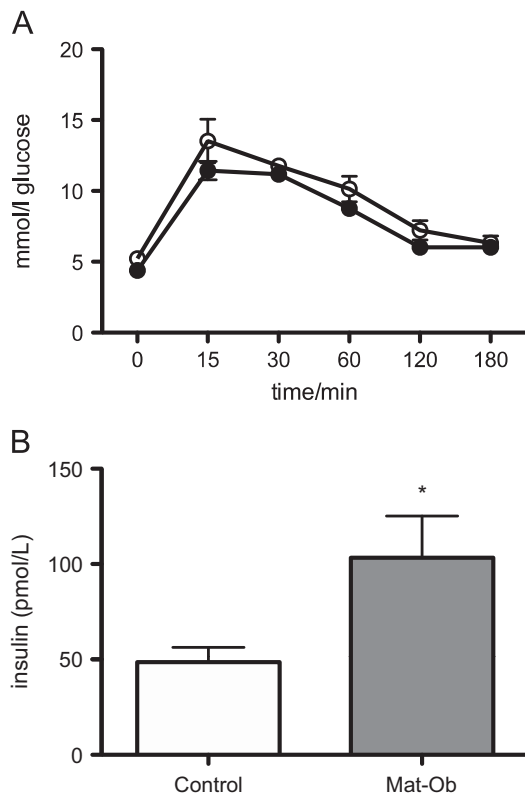 A
20
15
10
5
0
mmol/l glucose
0 15 30 60 120 180
time/min
B
150
100
50
0
insulin (pmol/L)
*
Control Mat-Ob